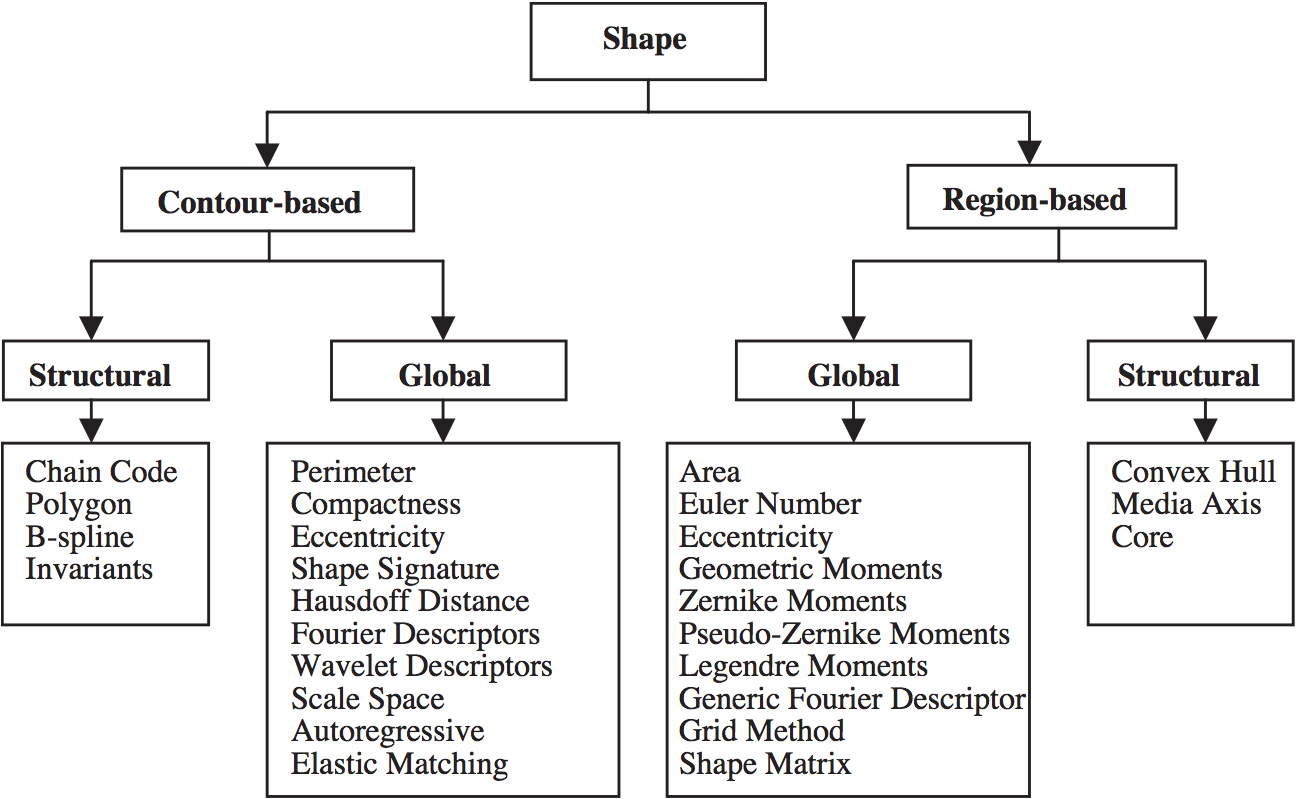 Shape
Contour-based
Region-based
Structural
Global
Global
Structural
Chain Code
Polygon
B-spline
Invariants
Perimeter
Compactness
Eccentricity
Shape Signature
Hausdoff Distance
Fourier Descriptors
Wavelet Descriptors
Scale Space
Autoregressive
Elastic Matching
Area
Euler Number
Eccentricity
Geometric Moments
Zernike Moments
Pseudo-Zernike Moments
Legendre Moments
Generic Fourier Descriptor
Grid Method
Shape Matrix
Convex Hull
Media Axis
Core